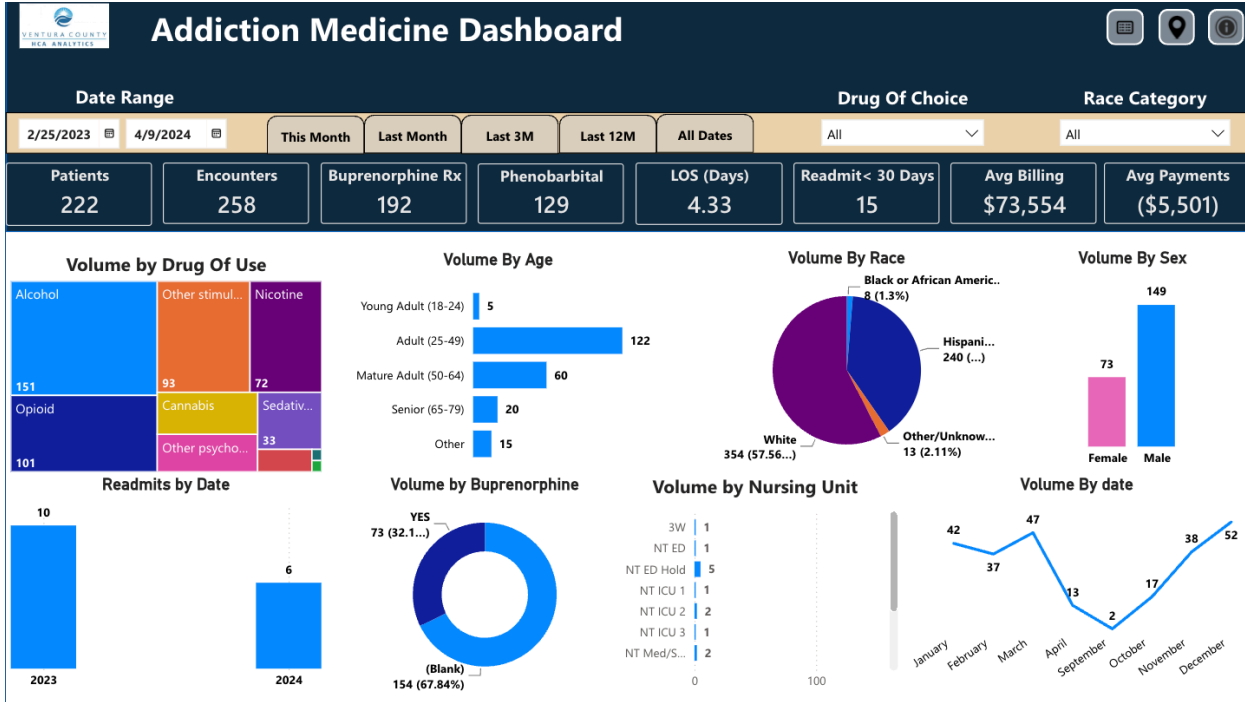 VENTURA COUNTY
HCA ANALYTICS
Addiction Medicine Dashboard
Date Range
Drug Of Choice
Race Category
2/25/2023
4/9/2024
This Month
Last Month
Last 3M
Last 12M
All Dates
All
All
Patients
222
Encounters
258
Buprenorphine Rx
192
Phenobarbital
129
LOS (Days)
4.33
Readmit< 30 Days
15
Avg Billing
$73,554
Avg Payments
($5,501)
Volume by Drug Of Use
Alcohol
151
Other stimul...
93
Nicotine
72
Opioid
101
Cannabis
Sedativ...
33
Other psycho...
Volume By Age
Young Adult (18-24)
5
Adult (25-49)
122
Mature Adult (50-64)
60
Senior (65-79)
20
Other
15
Volume By Race
Black or African Americ..
8 (1.3%)
Hispani...
240 (...)
Other/Unknow...
13 (2.11%)
White
354 (57.56...)
Volume By Sex
149
73
Female
Male
Readmits by Date
10
6
2023
2024
Volume by Buprenorphine
YES
73 (32.1...)
(Blank)
154 (67.84%)
Volume by Nursing Unit
3W
1
NT ED
1
NT ED Hold
5
NT ICU 1
1
NT ICU 2
2
NT ICU 3
1
NT Med/S...
2
0
100
Volume By date
42
37
47
13
2
17
38
52
January
February
March
April
September
October
November
December